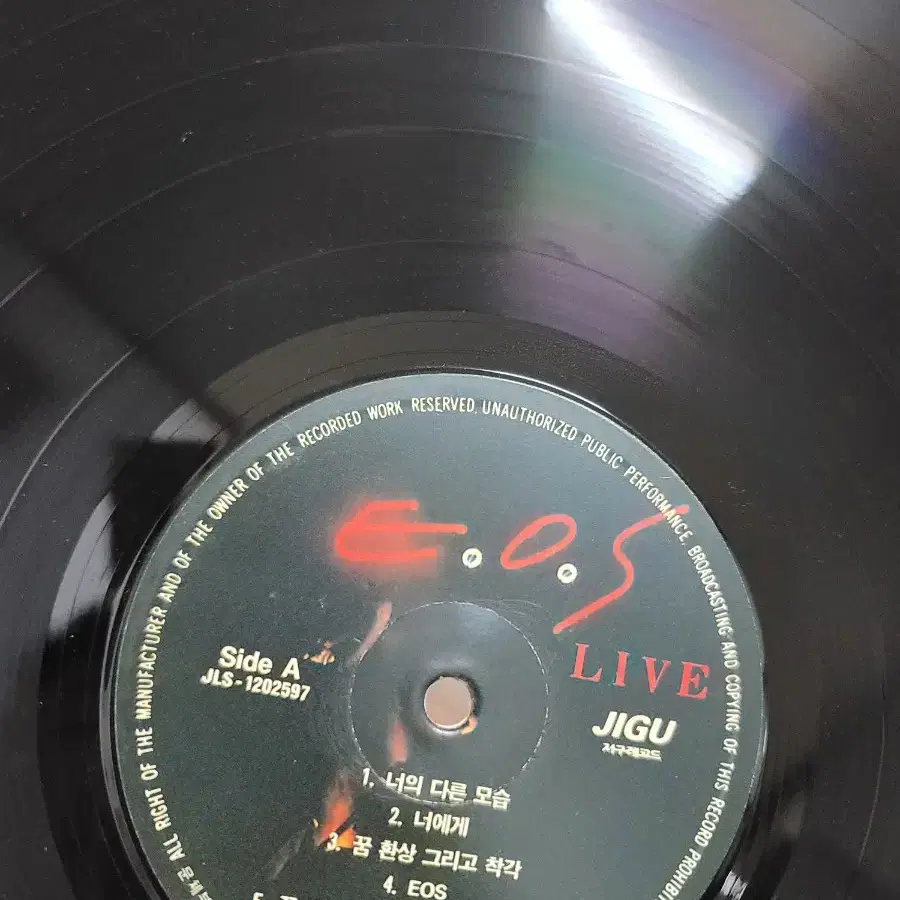 ALL RIGHT OF THE MANUFACTURER AND OF THE OWNER OF THE RECORDED WORK RESERVED. UNAUTHORIZED PUBLIC PERFORMANCE, BROADCASTING AND COPYING OF THIS RECORD PROHIBI
E.O.S
LIVE
Side A
JLS-1202597
JIGU
지구레코드
1. 너의 다른 모습
2. 너에게
3. 꿈 환상 그리고 착각
4. EOS
5.